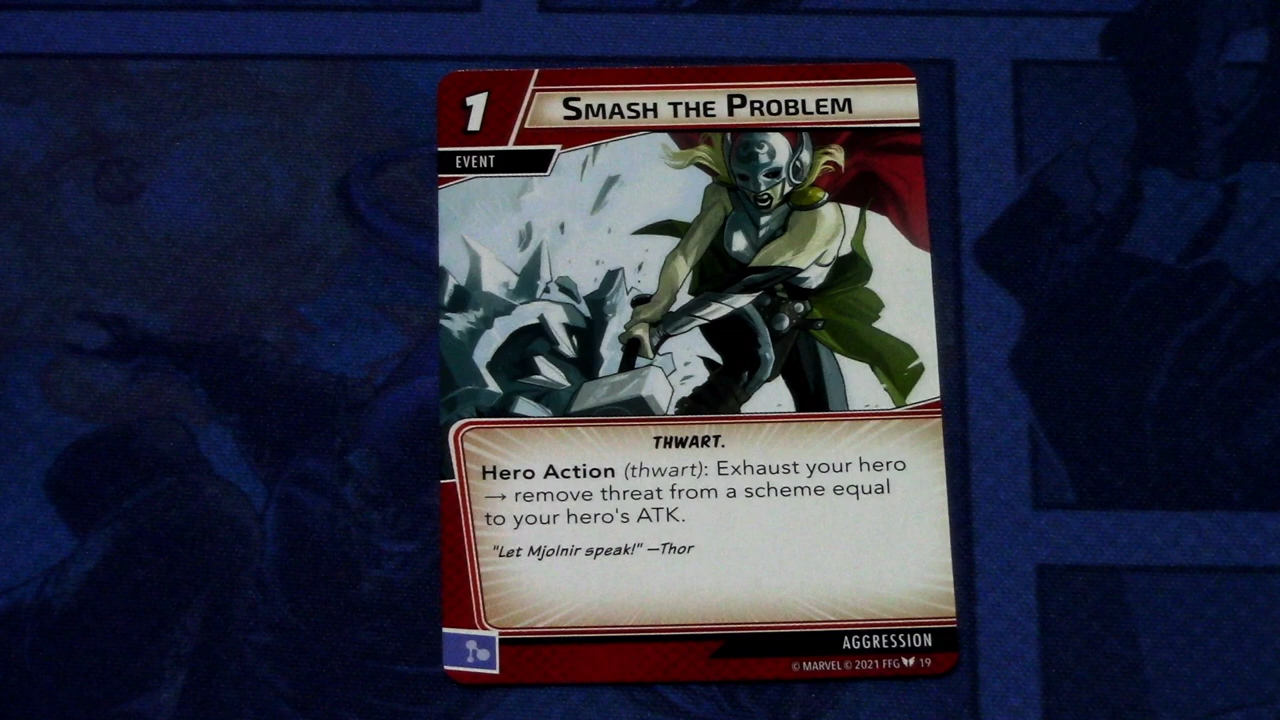 1
SMASH THE PROBLEM
EVENT
THWART.
Hero Action (thwart): Exhaust your hero
→ remove threat from a scheme equal
to your hero's ATK.
"Let Mjolnir speak!" —Thor
AGGRESSION
© MARVEL © 2021 FFG 19